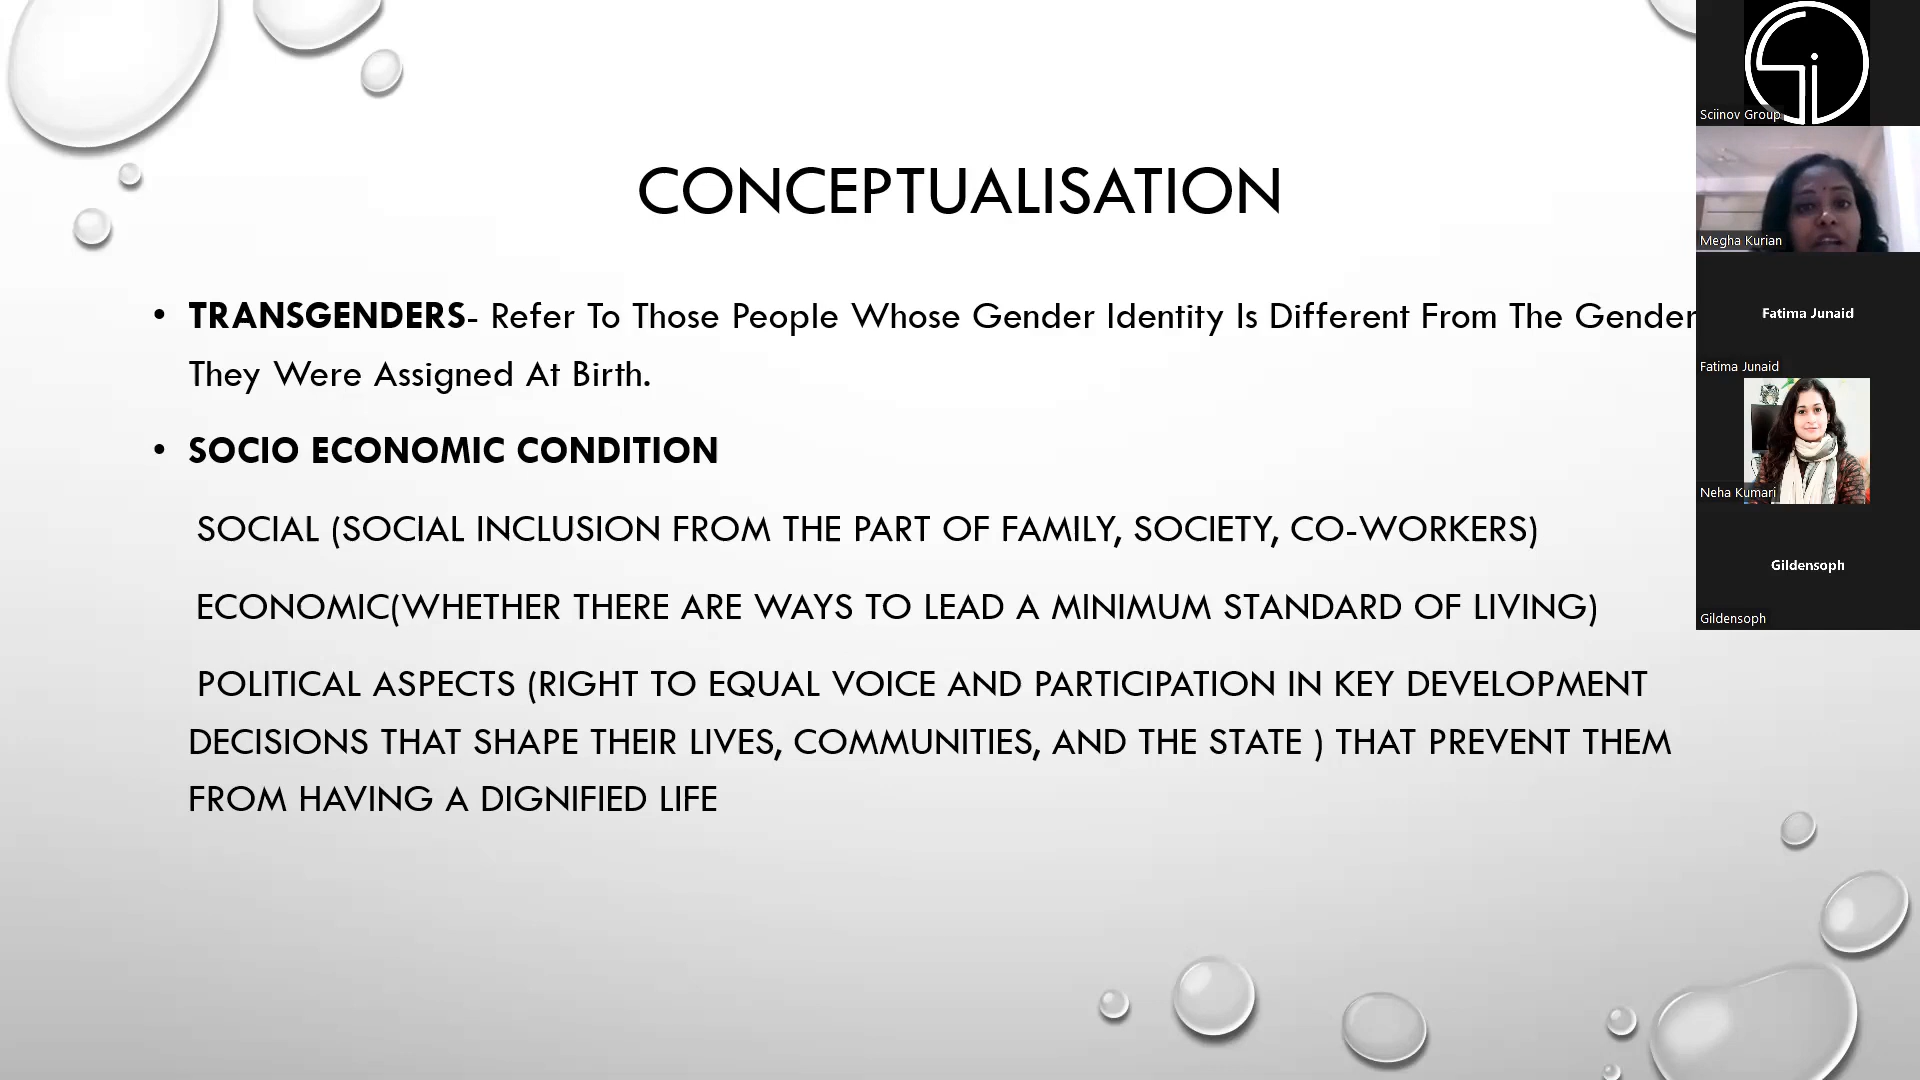 CONCEPTUALISATION
• TRANSGENDERS- Refer To Those People Whose Gender Identity Is Different From The Gender
They Were Assigned At Birth.
• SOCIO ECONOMIC CONDITION
SOCIAL (SOCIAL INCLUSION FROM THE PART OF FAMILY, SOCIETY, CO-WORKERS)
ECONOMIC(WHETHER THERE ARE WAYS TO LEAD A MINIMUM STANDARD OF LIVING)
POLITICAL ASPECTS (RIGHT TO EQUAL VOICE AND PARTICIPATION IN KEY DEVELOPMENT
DECISIONS THAT SHAPE THEIR LIVES, COMMUNITIES, AND THE STATE ) THAT PREVENT THEM
FROM HAVING A DIGNIFIED LIFE
Sciinov Group
Megha Kurian
Fatima Junaid
Fatima Junaid
Neha Kumari
Gildensoph
Gildensoph